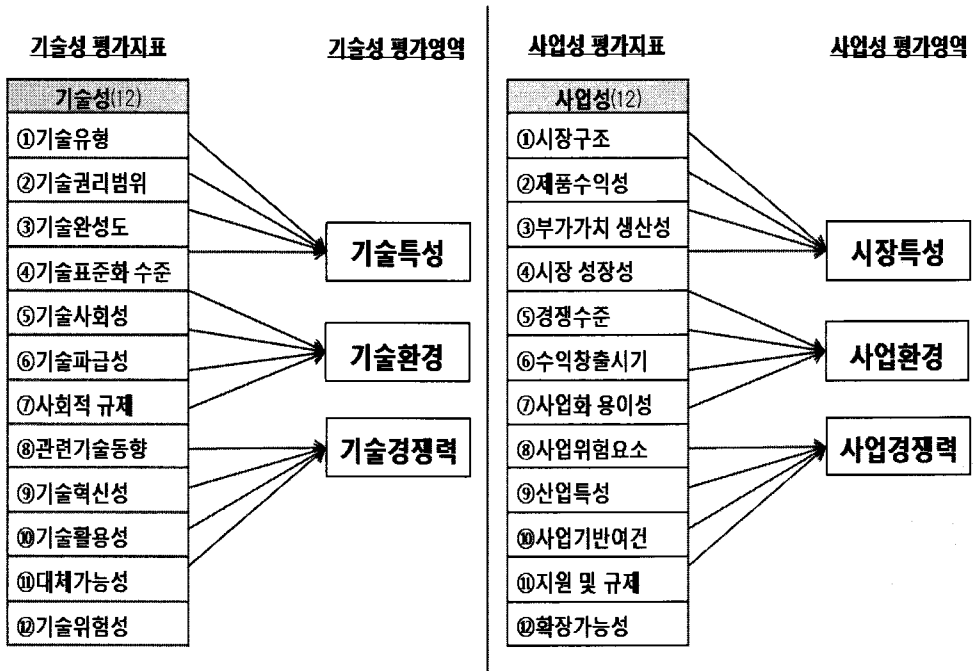 기술성 평가지표
기술성 평가영역
기술성(12)
①기술유형
②기술권리범위
③기술완성도
④기술표준화 수준
⑤기술사회성
⑥기술파급성
⑦사회적 규제
⑧관련기술동향
⑨기술혁신성
⑩기술활용성
⑪대체가능성
⑫기술위험성
기술특성
기술환경
기술경쟁력
사업성 평가지표
사업성 평가영역
사업성(12)
①시장구조
②제품수익성
③부가가치 생산성
④시장 성장성
⑤경쟁수준
⑥수익창출시기
⑦사업화 용이성
⑧사업위험요소
⑨산업특성
⑩사업기반여건
⑪지원 및 규제
⑫확장가능성
시장특성
사업환경
사업경쟁력